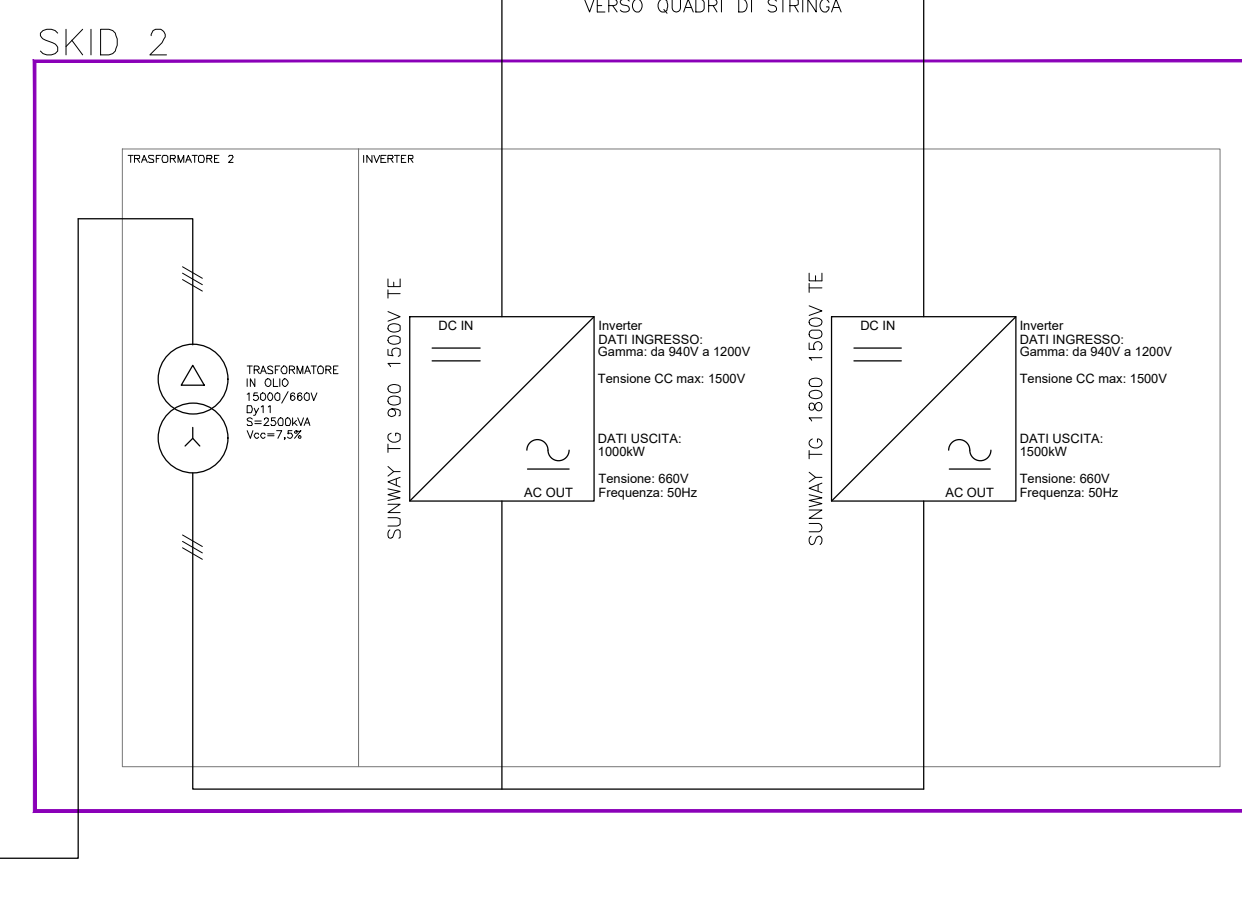 VERSO QUADRI DI STRINGA
SKID 2
TRASFORMATORE 2
INVERTER
TRASFORMATORE
IN OLIO
15000/660V
Dy11
S=2500kVA
Vcc=7,5%
SUNWAY TG 900 1500V TE
DC IN
AC OUT
Inverter
DATI INGRESSO:
Gamma: da 940V a 1200V
Tensione CC max: 1500V
DATI USCITA:
1000kW
Tensione: 660V
Frequenza: 50Hz
SUNWAY TG 1800 1500V TE
DC IN
AC OUT
Inverter
DATI INGRESSO:
Gamma: da 940V a 1200V
Tensione CC max: 1500V
DATI USCITA:
1500kW
Tensione: 660V
Frequenza: 50Hz